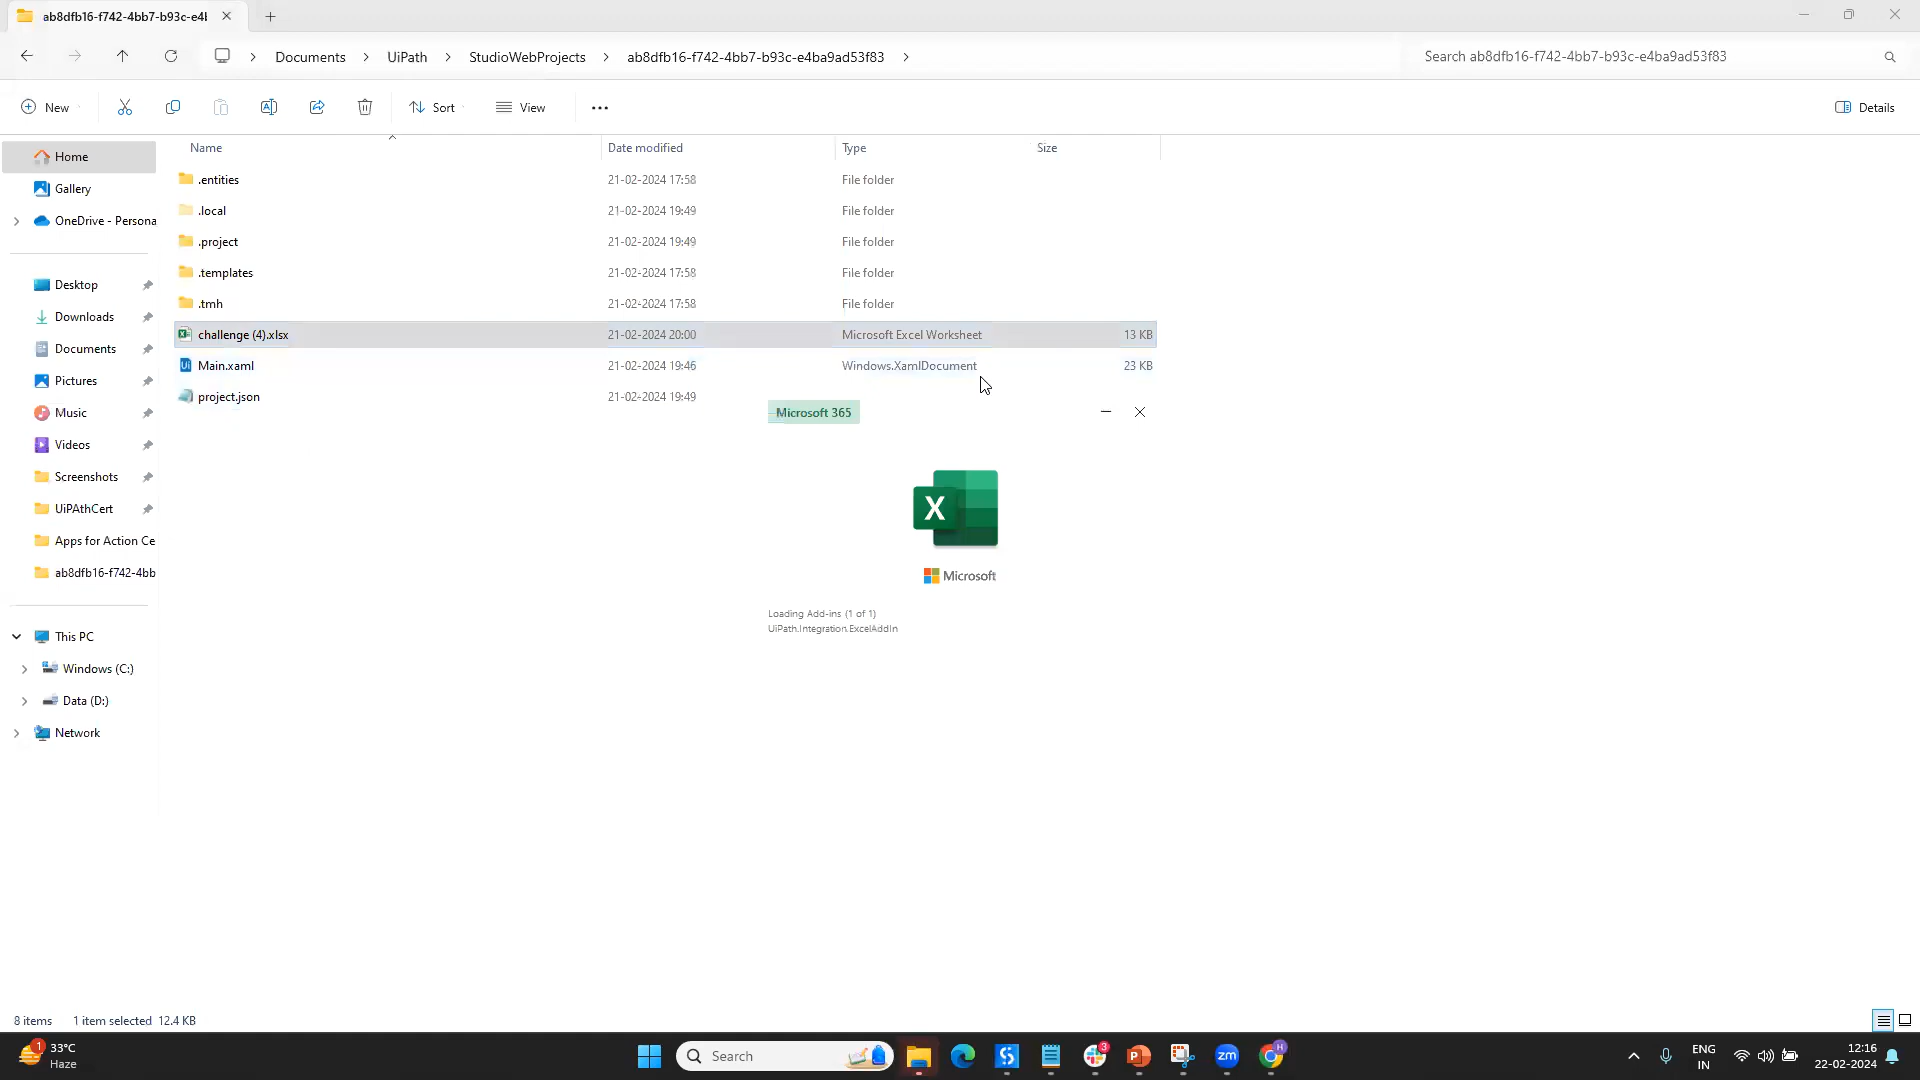 ab8dfb16-f742-4bb7-b93c-e4b
Documents > UiPath > StudioWebProjects > ab8dfb16-f742-4bb7-b93c-e4ba9ad53f83 >
Search ab8dfb16-f742-4bb7-b93c-e4ba9ad53f83
New
Sort
View
Details
Name Date modified Type Size
Home
Gallery
OneDrive - Persona
Desktop
Downloads
Documents
Pictures
Music
Videos
Screenshots
UiPAthCert
Apps for Action Ce
ab8dfb16-f742-4bb
This PC
Windows (C:)
Data (D:)
Network
.entities 21-02-2024 17:58 File folder
.local 21-02-2024 19:49 File folder
.project 21-02-2024 19:49 File folder
.templates 21-02-2024 17:58 File folder
.tmh 21-02-2024 17:58 File folder
challenge (4).xlsx 21-02-2024 20:00 Microsoft Excel Worksheet 13 KB
Main.xaml 21-02-2024 19:46 Windows.XamlDocument 23 KB
project.json 21-02-2024 19:49
Microsoft 365
X
Microsoft
Loading Add-ins (1 of 1)
UiPath.Integration.ExcelAddIn
8 items 1 item selected 12.4 KB
1
33°C
Haze
Search
3
P
zm
H
ENG
IN
12:16
22-02-2024